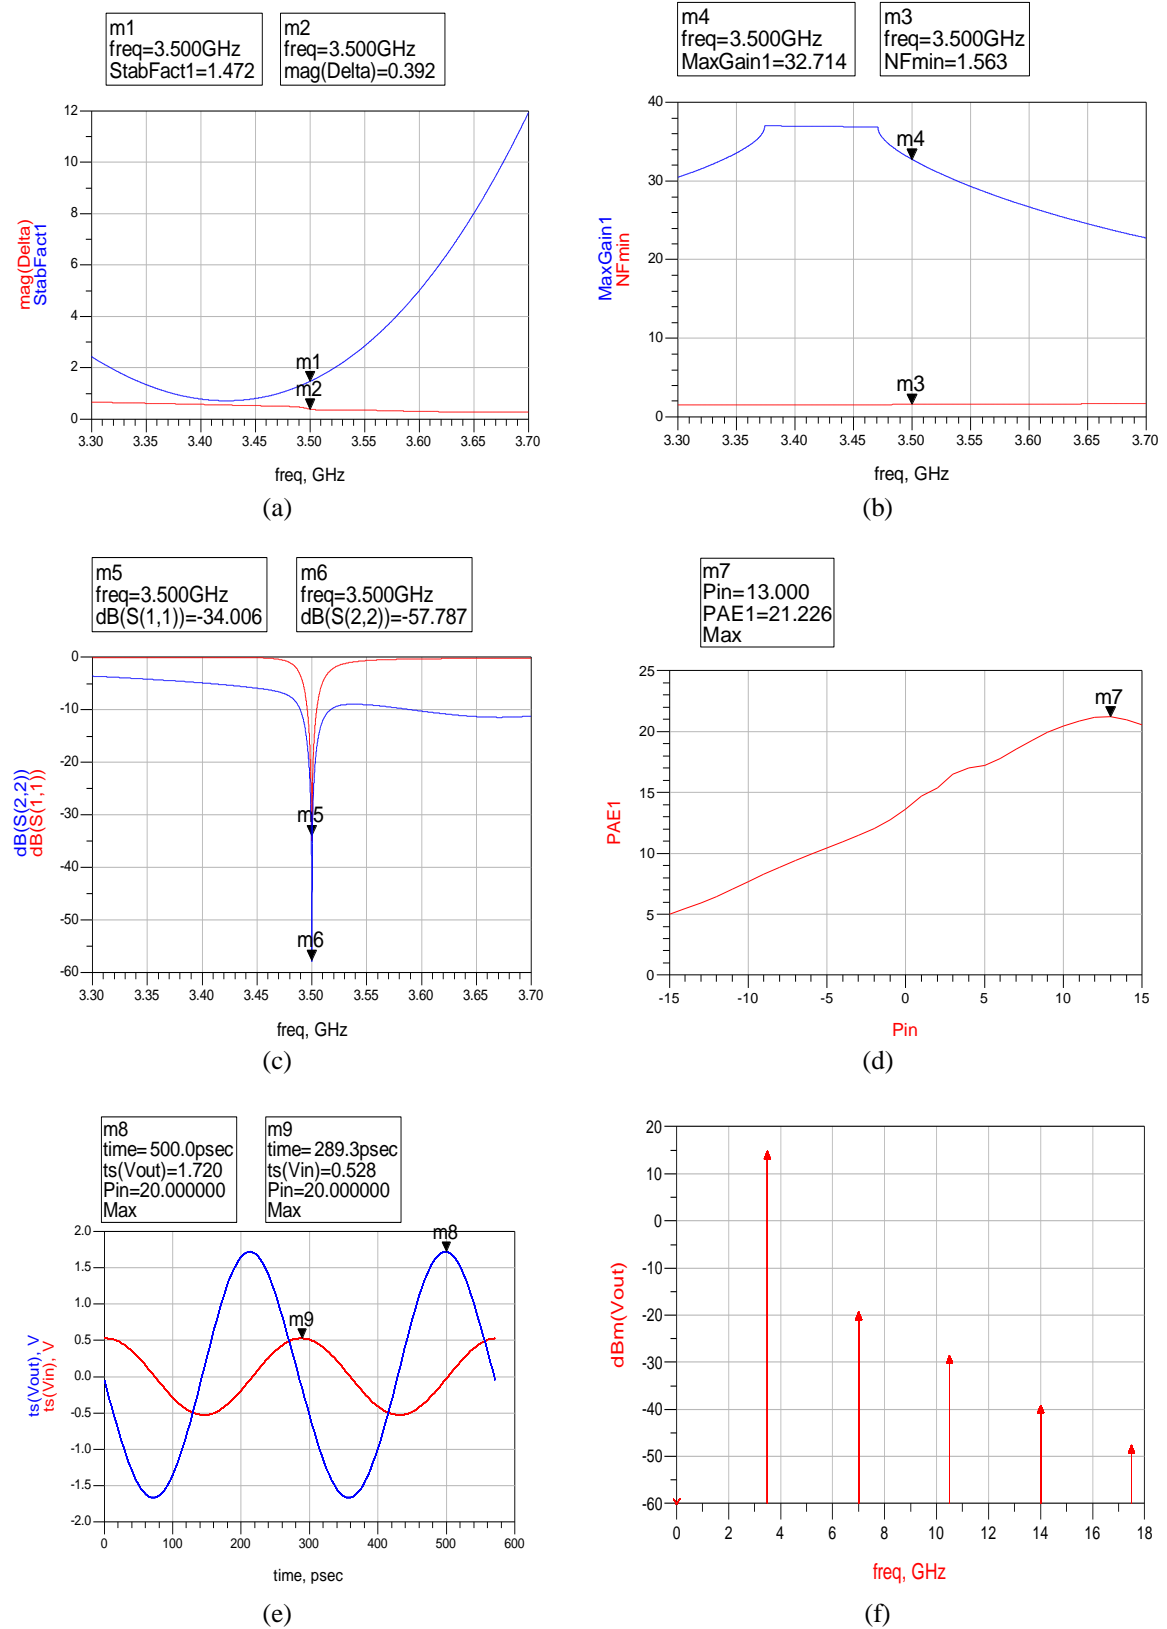 m1
freq=3.500GHz
StabFact1=1.472
m2
freq=3.500GHz
mag(Delta)=0.392
12
10
8
6
4
2
0
mag(Delta)
StabFact1
m1
m2
3.30
3.35
3.40
3.45
3.50
3.55
3.60
3.65
3.70
freq, GHz
(a)
m4
freq=3.500GHz
MaxGain1=32.714
m3
freq=3.500GHz
NFmin=1.563
40
30
20
10
0
MaxGain1
NFmin
m4
m3
3.30
3.35
3.40
3.45
3.50
3.55
3.60
3.65
3.70
freq, GHz
(b)
m5
freq=3.500GHz
dB(S(1,1))=-34.006
m6
freq=3.500GHz
dB(S(2,2))=-57.787
0
-10
-20
-30
-40
-50
-60
dB(S(2,2))
dB(S(1,1))
m5
m6
3.30
3.35
3.40
3.45
3.50
3.55
3.60
3.65
3.70
freq, GHz
(c)
m7
Pin=13.000
PAE1=21.226
Max
25
20
15
10
5
0
PAE1
m7
-15
-10
-5
0
5
10
15
Pin
(d)
m8
time=500.0psec
ts(Vout)=1.720
Pin=20.000000
Max
m9
time=289.3psec
ts(Vin)=0.528
Pin=20.000000
Max
2.0
1.5
1.0
0.5
0.0
-0.5
-1.0
-1.5
-2.0
ts(Vout), V
ts(Vin), V
m8
m9
0
100
200
300
400
500
600
time, psec
(e)
20
10
0
-10
-20
-30
-40
-50
-60
dBm(Vout)
0
2
4
6
8
10
12
14
16
18
freq, GHz
(f)